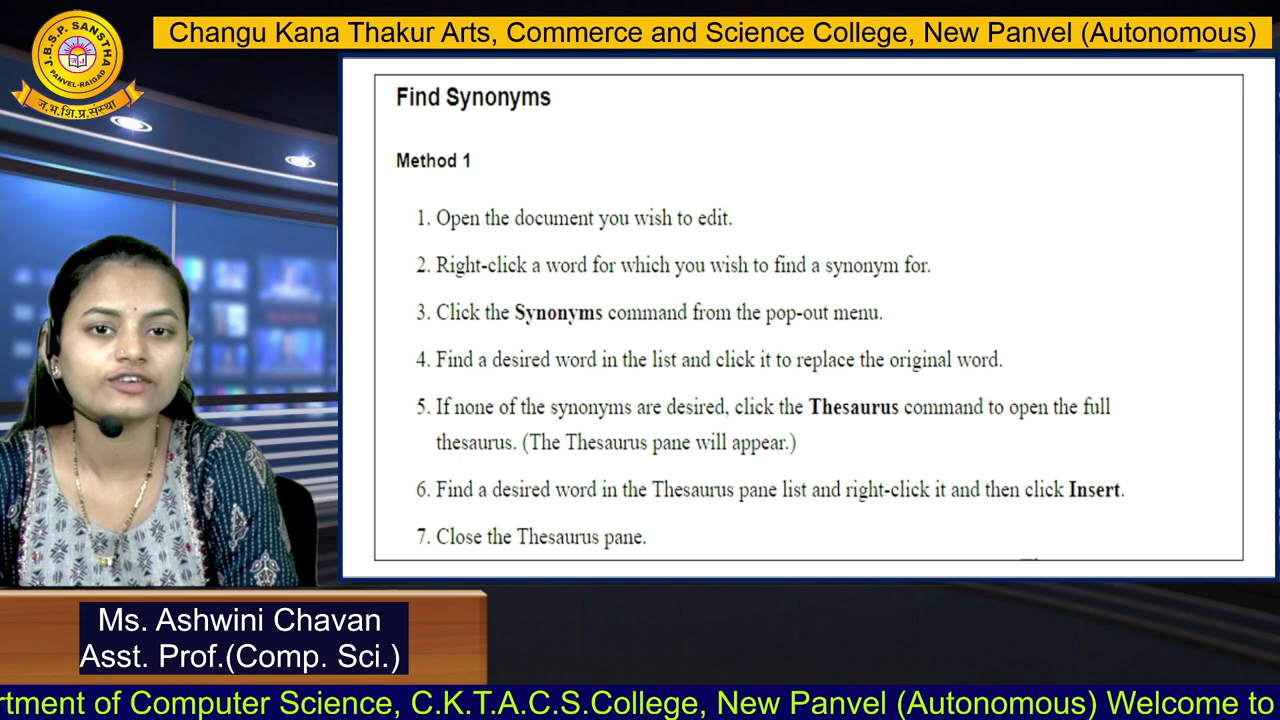 J.B.S.P. SANSTHA
PANVEL-RAIGAD
ज.भ.शि.प्र.संस्था
Changu Kana Thakur Arts, Commerce and Science College, New Panvel (Autonomous)
Find Synonyms
Method 1
1. Open the document you wish to edit.
2. Right-click a word for which you wish to find a synonym for.
3. Click the Synonyms command from the pop-out menu.
4. Find a desired word in the list and click it to replace the original word.
5. If none of the synonyms are desired, click the Thesaurus command to open the full
thesaurus. (The Thesaurus pane will appear.)
6. Find a desired word in the Thesaurus pane list and right-click it and then click Insert.
7. Close the Thesaurus pane.
Ms. Ashwini Chavan
Asst. Prof.(Comp. Sci.)
rtment of Computer Science, C.K.T.A.C.S.College, New Panvel (Autonomous) Welcome to